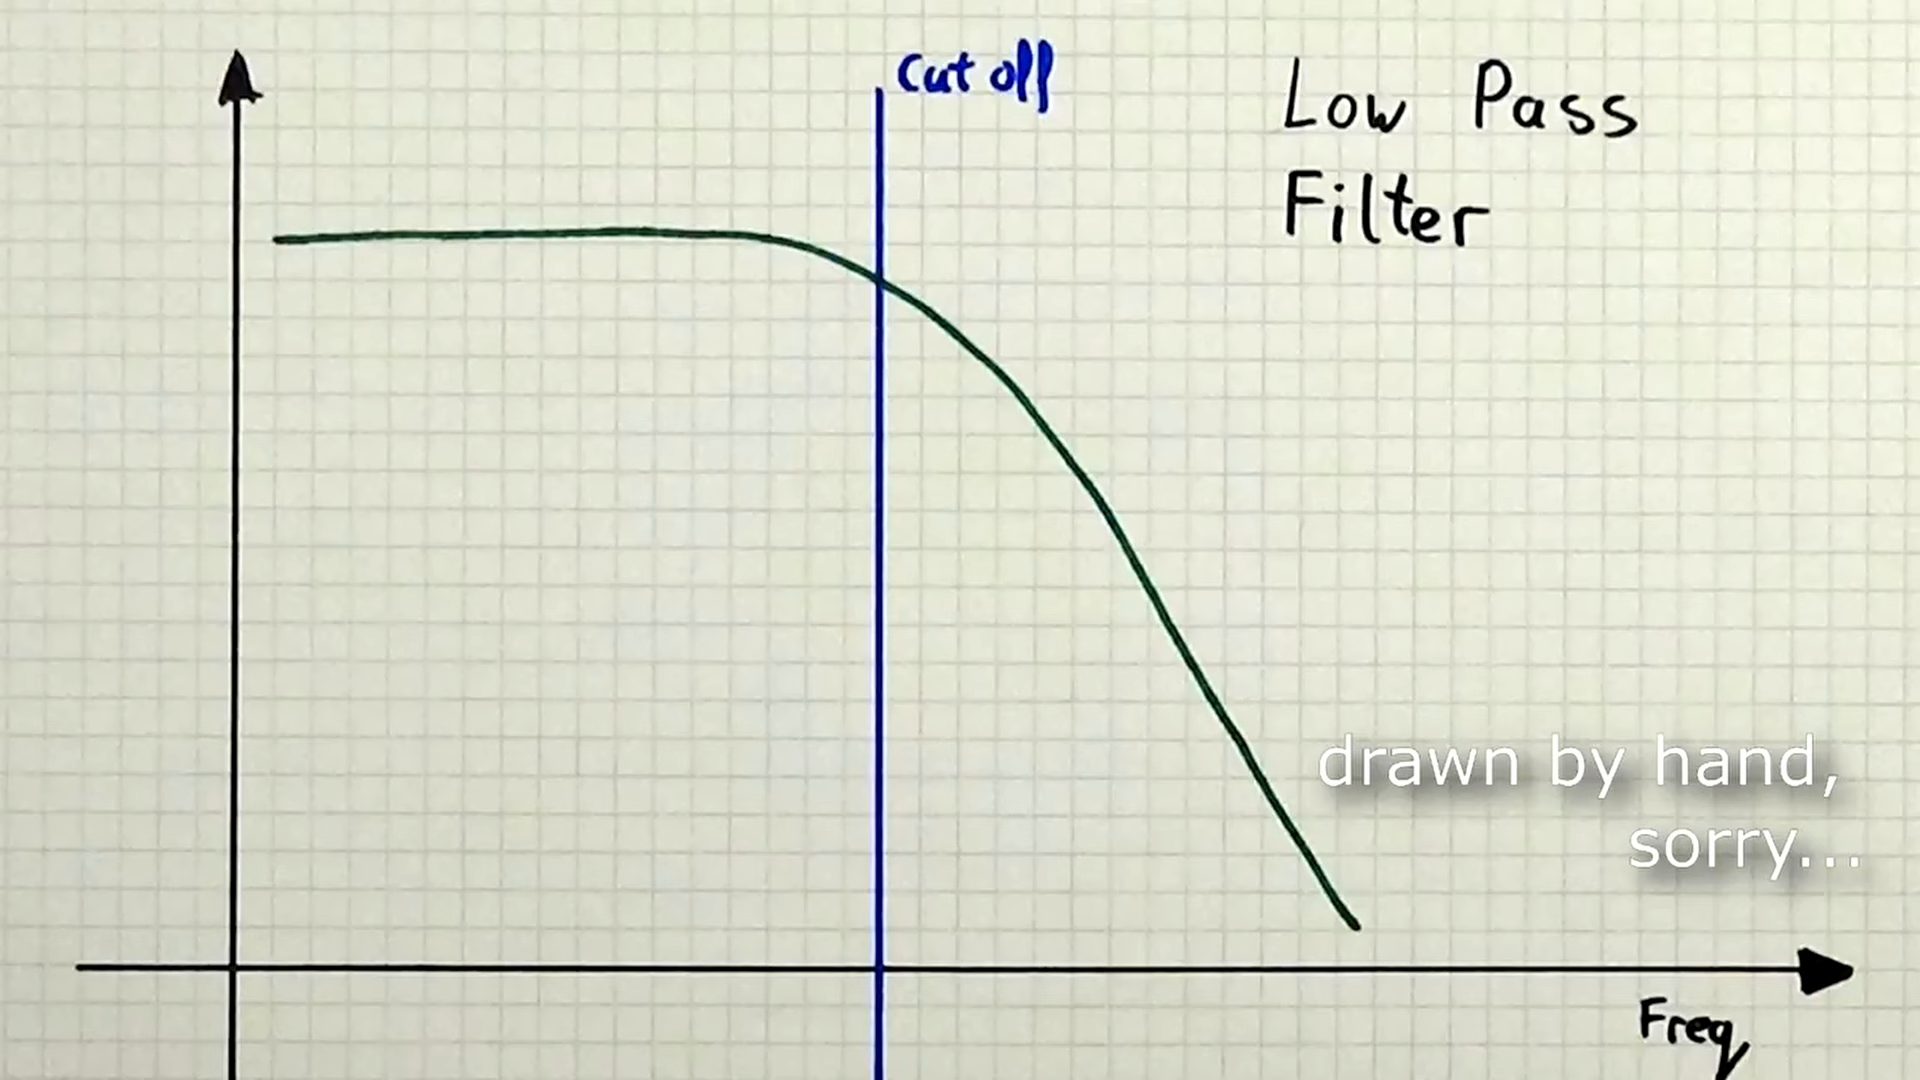 Cut off
Low Pass
Filter
drawn by hand,
sorry...
Freq